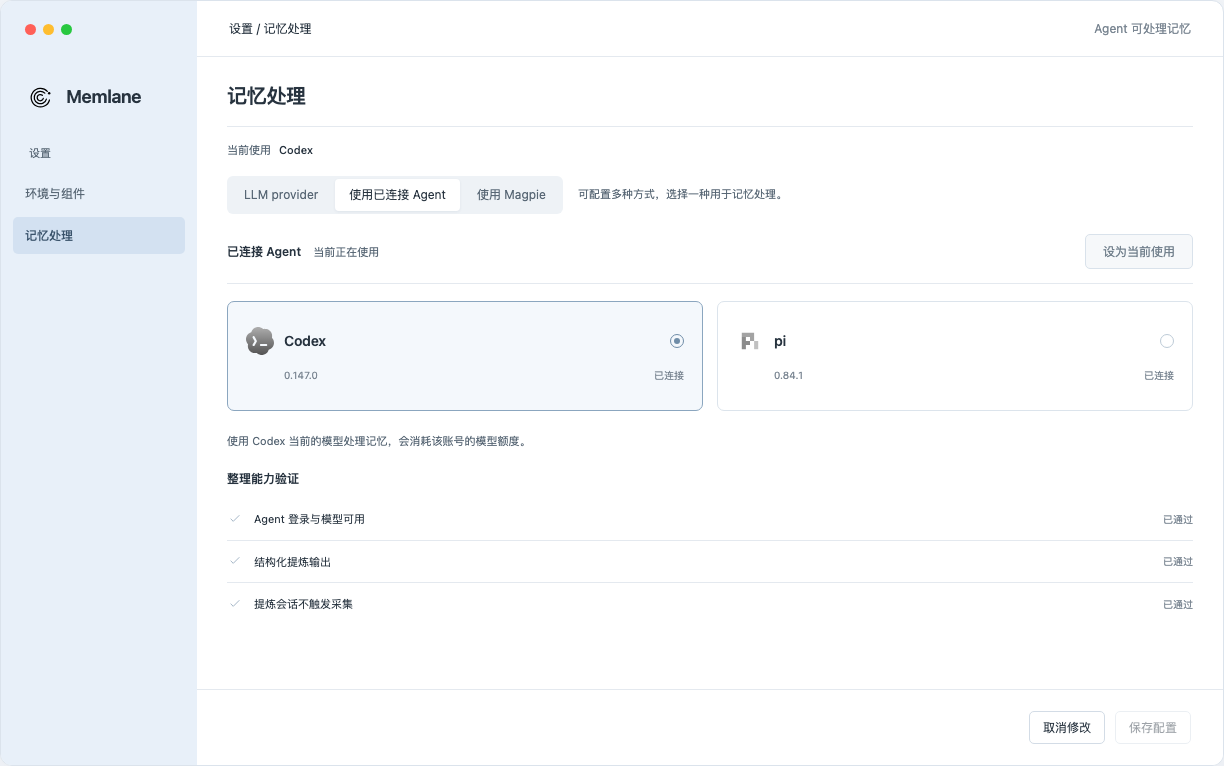 设置 / 记忆处理
Agent 可处理记忆
Memlane
设置
环境与组件
记忆处理
记忆处理
当前使用 Codex
LLM provider
使用已连接 Agent
使用 Magpie
可配置多种方式，选择一种用于记忆处理。
已连接 Agent 当前正在使用
设为当前使用
Codex
0.147.0
已连接
pi
0.84.1
已连接
使用 Codex 当前的模型处理记忆，会消耗该账号的模型额度。
整理能力验证
Agent 登录与模型可用
已通过
结构化提炼输出
已通过
提炼会话不触发采集
已通过
取消修改
保存配置